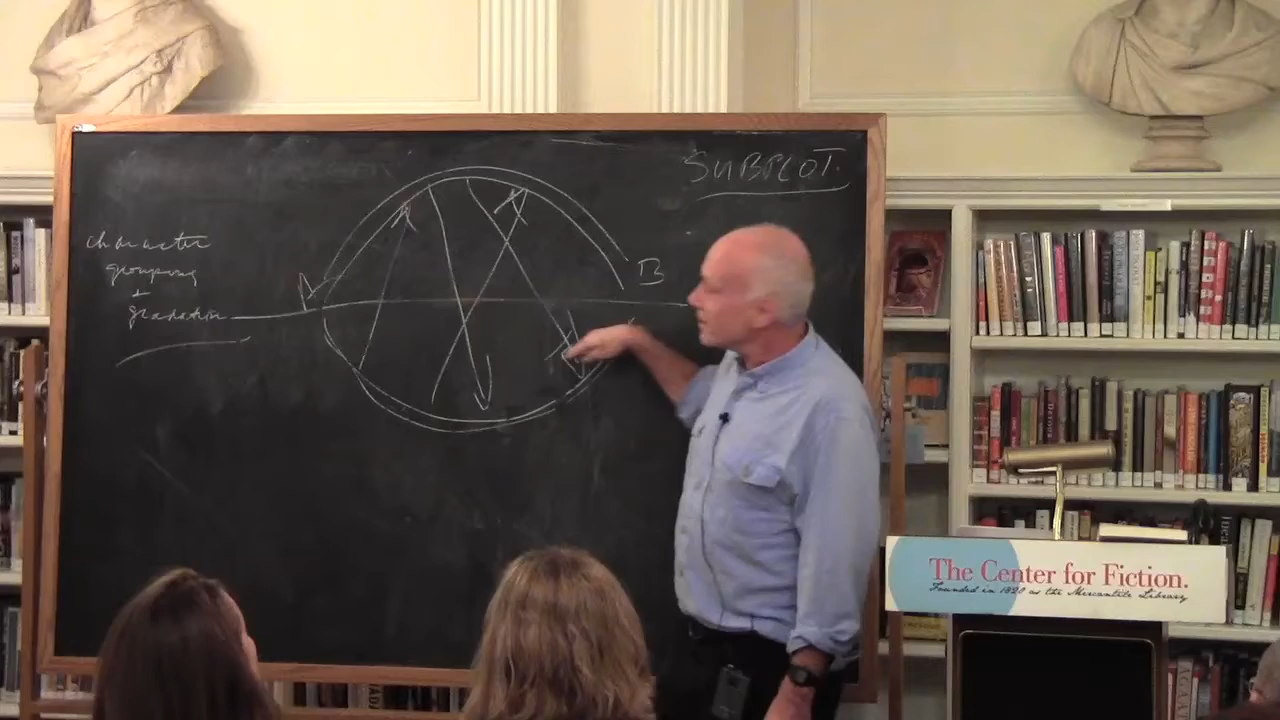 SUBPLOT.
character
grouping
+
gradation
B
The Center for Fiction.
Founded in 1820 as the Mercantile Library